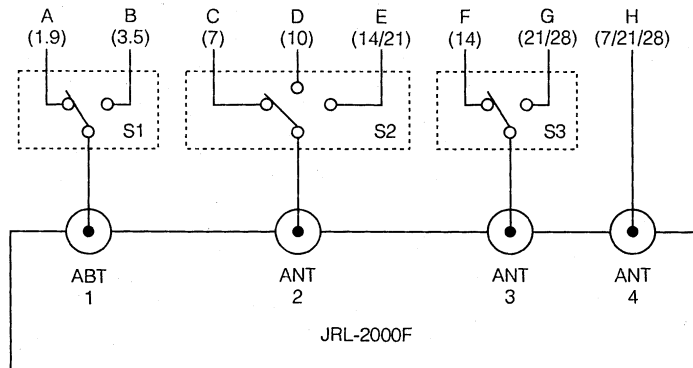 A B C D E F G H
(1.9) (3.5) (7) (10) (14/21) (14) (21/28) (7/21/28)
S1 S2 S3
ABT ANT ANT ANT
1 2 3 4
JRL-2000F